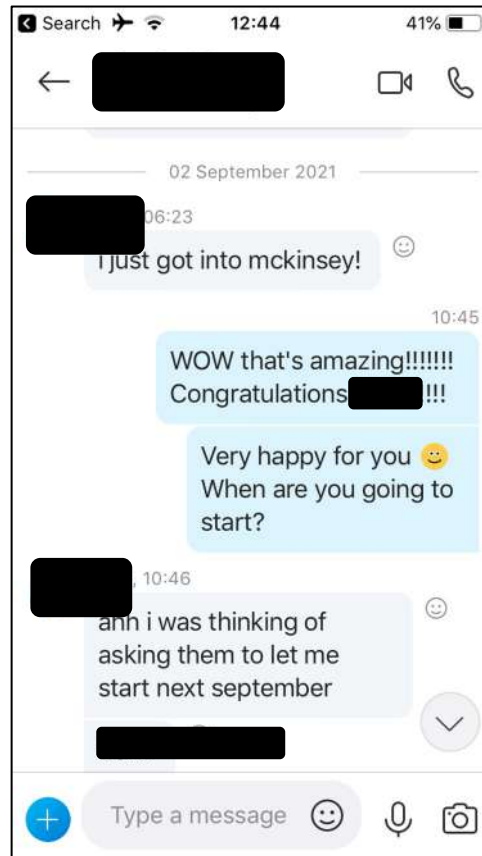 Search 12:44 41%
02 September 2021
06:23
I just got into mckinsey!
10:45
WOW that's amazing!!!!!!!
Congratulations !!!
Very happy for you
When are you going to
start?
, 10:46
ahh i was thinking of
asking them to let me
start next september
Type a message